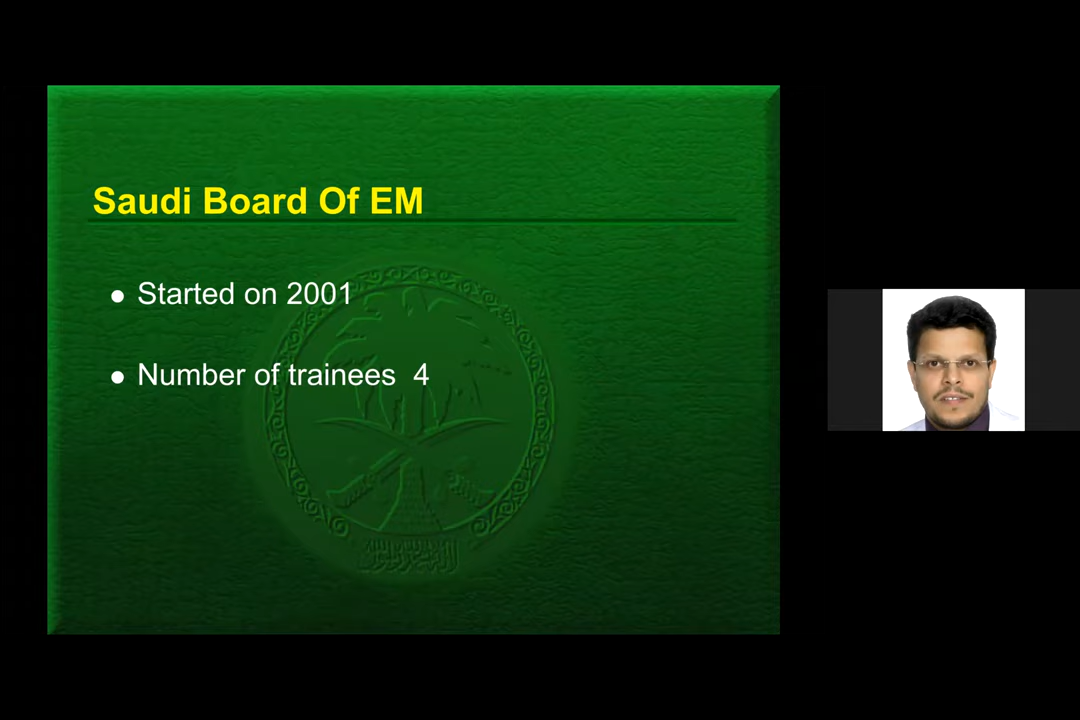 Saudi Board Of EM
● Started on 2001
● Number of trainees 4